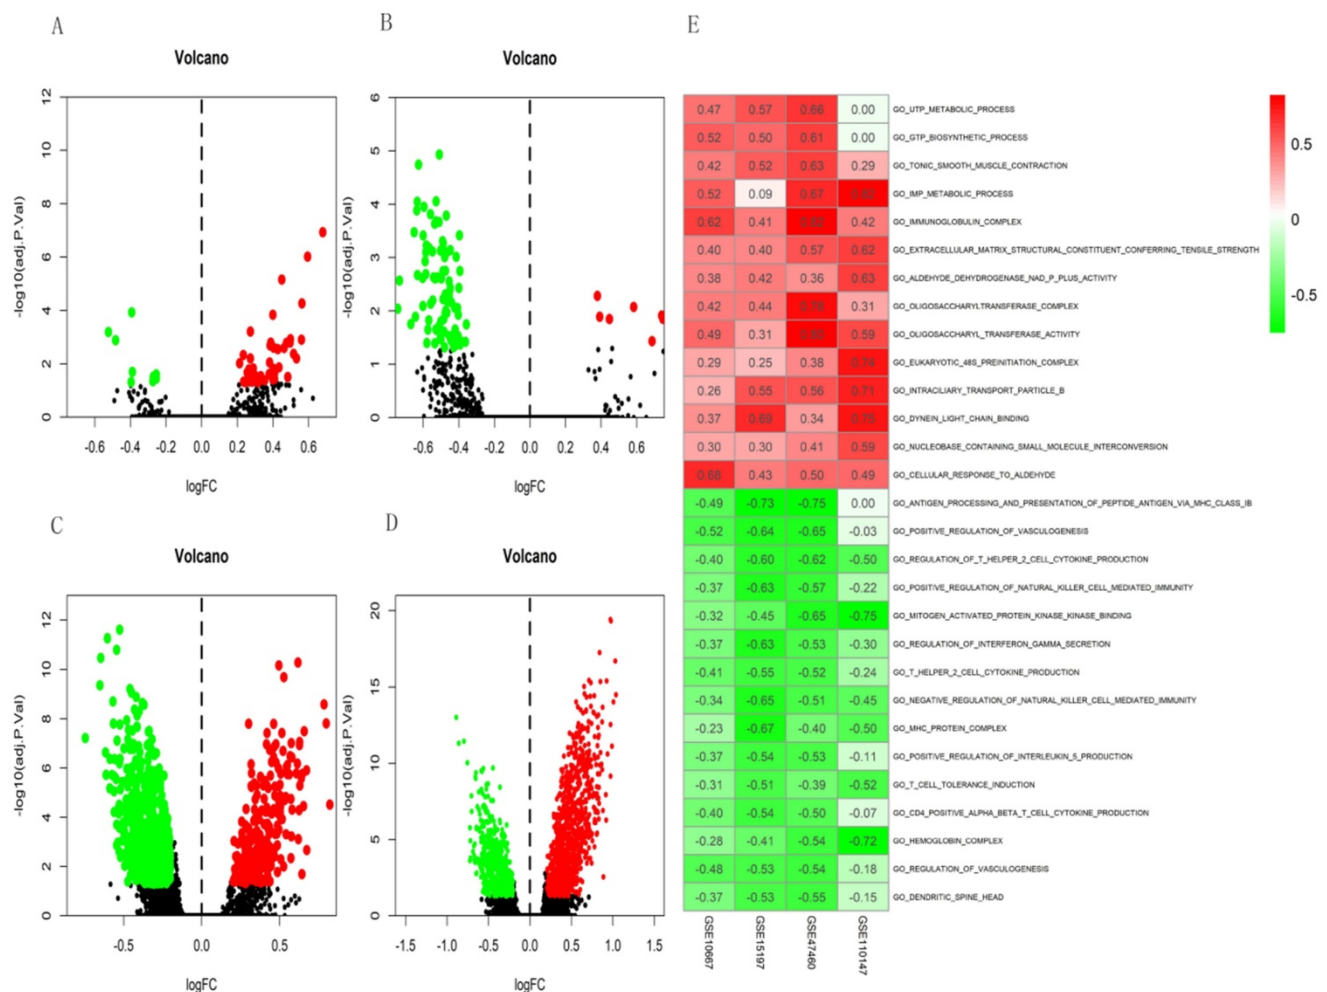 A
Volcano
12
10
8
6
4
2
0
-log10(adj.P.Val)
-0.6 -0.4 -0.2 0.0 0.2 0.4 0.6
logFC
B
Volcano
6
5
4
3
2
1
0
-log10(adj.P.Val)
-0.6 -0.4 -0.2 0.0 0.2 0.4 0.6
logFC
C
Volcano
12
10
8
6
4
2
0
-log10(adj.P.Val)
-0.5 0.0 0.5
logFC
D
Volcano
20
15
10
5
0
-log10(adj.P.Val)
-1.5 -1.0 -0.5 0.0 0.5 1.0 1.5
logFC
E
0.47 0.57 0.66 0.00 GO_UTP_METABOLIC_PROCESS
0.52 0.50 0.61 0.00 GO_GTP_BIOSYNTHETIC_PROCESS
0.42 0.52 0.63 0.29 GO_TONIC_SMOOTH_MUSCLE_CONTRACTION
0.52 0.09 0.67 GO_IMP_METABOLIC_PROCESS
0.62 0.41 0.42 GO_IMMUNOGLOBULIN_COMPLEX
0.40 0.40 0.57 0.62 GO_EXTRACELLULAR_MATRIX_STRUCTURAL_CONSTITUENT_CONFERRING_TENSILE_STRENGTH
0.38 0.42 0.36 0.63 GO_ALDEHYDE_DEHYDROGENASE_NAD_P_PLUS_ACTIVITY
0.42 0.44 0.31 GO_OLIGOSACCHARYLTRANSFERASE_COMPLEX
0.49 0.31 0.59 GO_OLIGOSACCHARYL_TRANSFERASE_ACTIVITY
0.29 0.25 0.38 0.74 GO_EUKARYOTIC_48S_PREINITIATION_COMPLEX
0.26 0.55 0.56 0.71 GO_INTRACILIARY_TRANSPORT_PARTICLE_B
0.37 0.69 0.34 0.75 GO_DYNEIN_LIGHT_CHAIN_BINDING
0.30 0.30 0.41 0.59 GO_NUCLEOBASE_CONTAINING_SMALL_MOLECULE_INTERCONVERSION
0.68 0.43 0.50 0.49 GO_CELLULAR_RESPONSE_TO_ALDEHYDE
-0.49 -0.73 -0.75 0.00 GO_ANTIGEN_PROCESSING_AND_PRESENTATION_OF_PEPTIDE_ANTIGEN_VIA_MHC_CLASS_IB
-0.52 -0.64 -0.65 -0.03 GO_POSITIVE_REGULATION_OF_VASCULOGENESIS
-0.40 -0.60 -0.62 -0.50 GO_REGULATION_OF_T_HELPER_2_CELL_CYTOKINE_PRODUCTION
-0.37 -0.63 -0.57 -0.22 GO_POSITIVE_REGULATION_OF_NATURAL_KILLER_CELL_MEDIATED_IMMUNITY
-0.32 -0.45 -0.65 -0.75 GO_MITOGEN_ACTIVATED_PROTEIN_KINASE_KINASE_BINDING
-0.37 -0.63 -0.53 -0.30 GO_REGULATION_OF_INTERFERON_GAMMA_SECRETION
-0.41 -0.55 -0.52 -0.24 GO_T_HELPER_2_CELL_CYTOKINE_PRODUCTION
-0.34 -0.65 -0.51 -0.45 GO_NEGATIVE_REGULATION_OF_NATURAL_KILLER_CELL_MEDIATED_IMMUNITY
-0.23 -0.67 -0.40 -0.50 GO_MHC_PROTEIN_COMPLEX
-0.37 -0.54 -0.53 -0.11 GO_POSITIVE_REGULATION_OF_INTERLEUKIN_5_PRODUCTION
-0.31 -0.51 -0.39 -0.52 GO_T_CELL_TOLERANCE_INDUCTION
-0.40 -0.54 -0.50 -0.07 GO_CD4_POSITIVE_ALPHA_BETA_T_CELL_CYTOKINE_PRODUCTION
-0.28 -0.41 -0.54 -0.72 GO_HEMOGLOBIN_COMPLEX
-0.48 -0.53 -0.54 -0.18 GO_REGULATION_OF_VASCULOGENESIS
-0.37 -0.53 -0.55 -0.15 GO_DENDRITIC_SPINE_HEAD
GSE10667 GSE15197 GSE47460 GSE110147
0.5
0
-0.5